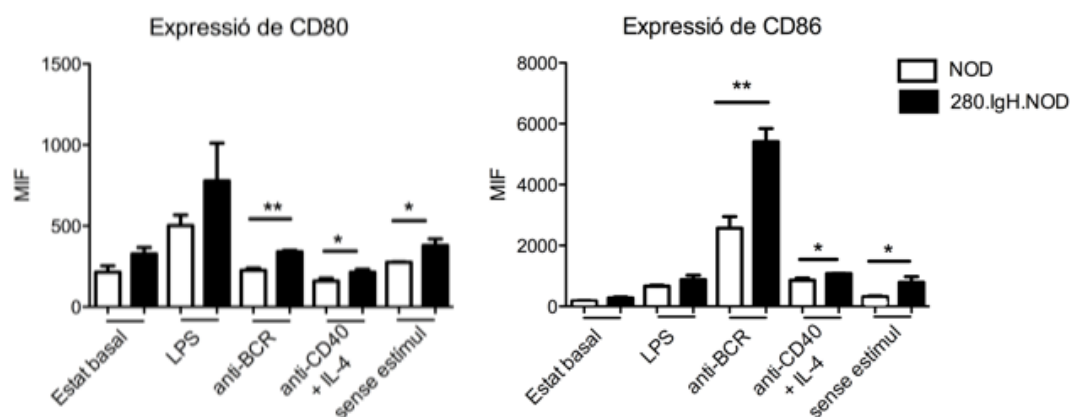 Expressió de CD80
1500
1000
500
0
MIF
**
*
*
Estat basal
LPS
anti-BCR
anti-CD40
+ IL-4
sense estímul
Expressió de CD86
8000
6000
4000
2000
0
MIF
**
*
*
Estat basal
LPS
anti-BCR
anti-CD40
+ IL-4
sense estímul
NOD
280.IgH.NOD